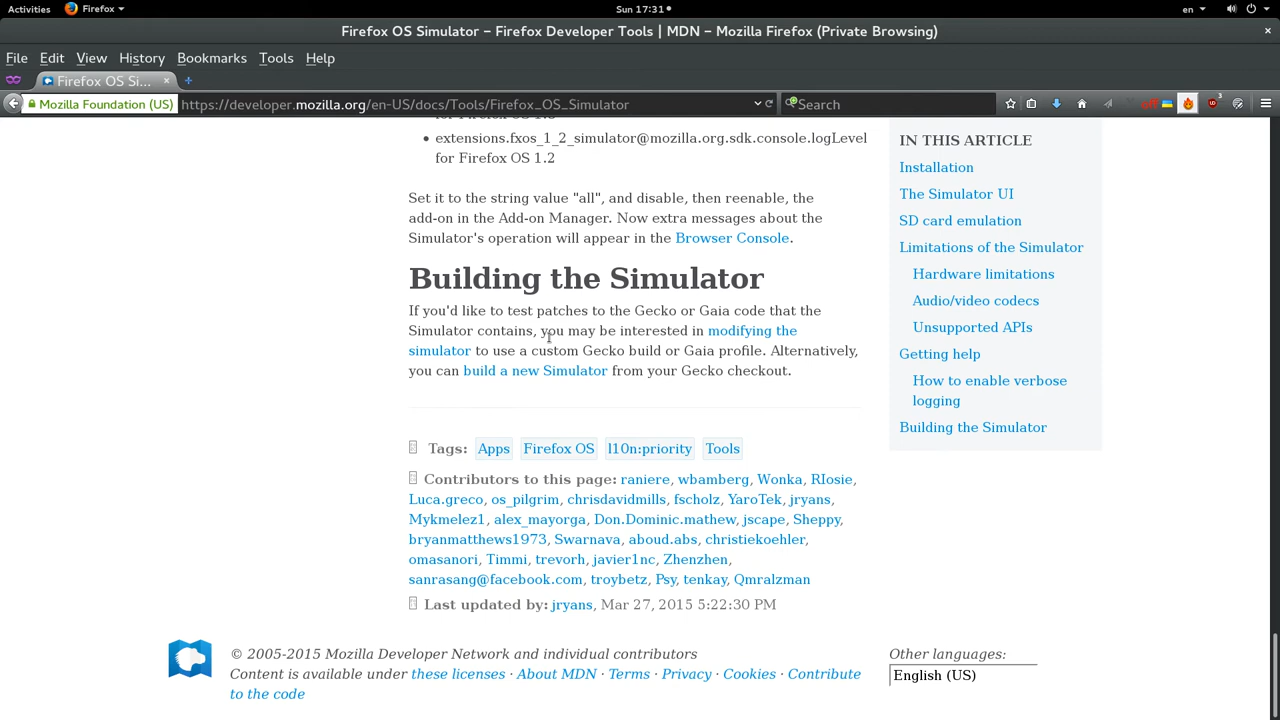 Activities
Firefox
Sun 17:31
en
Firefox OS Simulator – Firefox Developer Tools | MDN – Mozilla Firefox (Private Browsing)
File Edit View History Bookmarks Tools Help
Firefox OS Si...
Mozilla Foundation (US)
https://developer.mozilla.org/en-US/docs/Tools/Firefox_OS_Simulator
Search
off
3
extensions.fxos_1_2_simulator@mozilla.org.sdk.console.logLevel
for Firefox OS 1.2
Set it to the string value "all", and disable, then reenable, the
add-on in the Add-on Manager. Now extra messages about the
Simulator's operation will appear in the Browser Console.
Building the Simulator
If you'd like to test patches to the Gecko or Gaia code that the
Simulator contains, you may be interested in modifying the
simulator to use a custom Gecko build or Gaia profile. Alternatively,
you can build a new Simulator from your Gecko checkout.
Tags: Apps Firefox OS l10n:priority Tools
Contributors to this page: raniere, wbamberg, Wonka, RIosie,
Luca.greco, os_pilgrim, chrisdavidmills, fscholz, YaroTek, jryans,
Mykmelez1, alex_mayorga, Don.Dominic.mathew, jscape, Sheppy,
bryanmatthews1973, Swarnava, aboud.abs, christiekoehler,
omasanori, Timmi, trevorh, javier1nc, Zhenzhen,
sanrasang@facebook.com, troybetz, Psy, tenkay, Qmralzman
Last updated by: jryans, Mar 27, 2015 5:22:30 PM
IN THIS ARTICLE
Installation
The Simulator UI
SD card emulation
Limitations of the Simulator
Hardware limitations
Audio/video codecs
Unsupported APIs
Getting help
How to enable verbose
logging
Building the Simulator
© 2005-2015 Mozilla Developer Network and individual contributors
Content is available under these licenses · About MDN · Terms · Privacy · Cookies · Contribute
to the code
Other languages:
English (US)